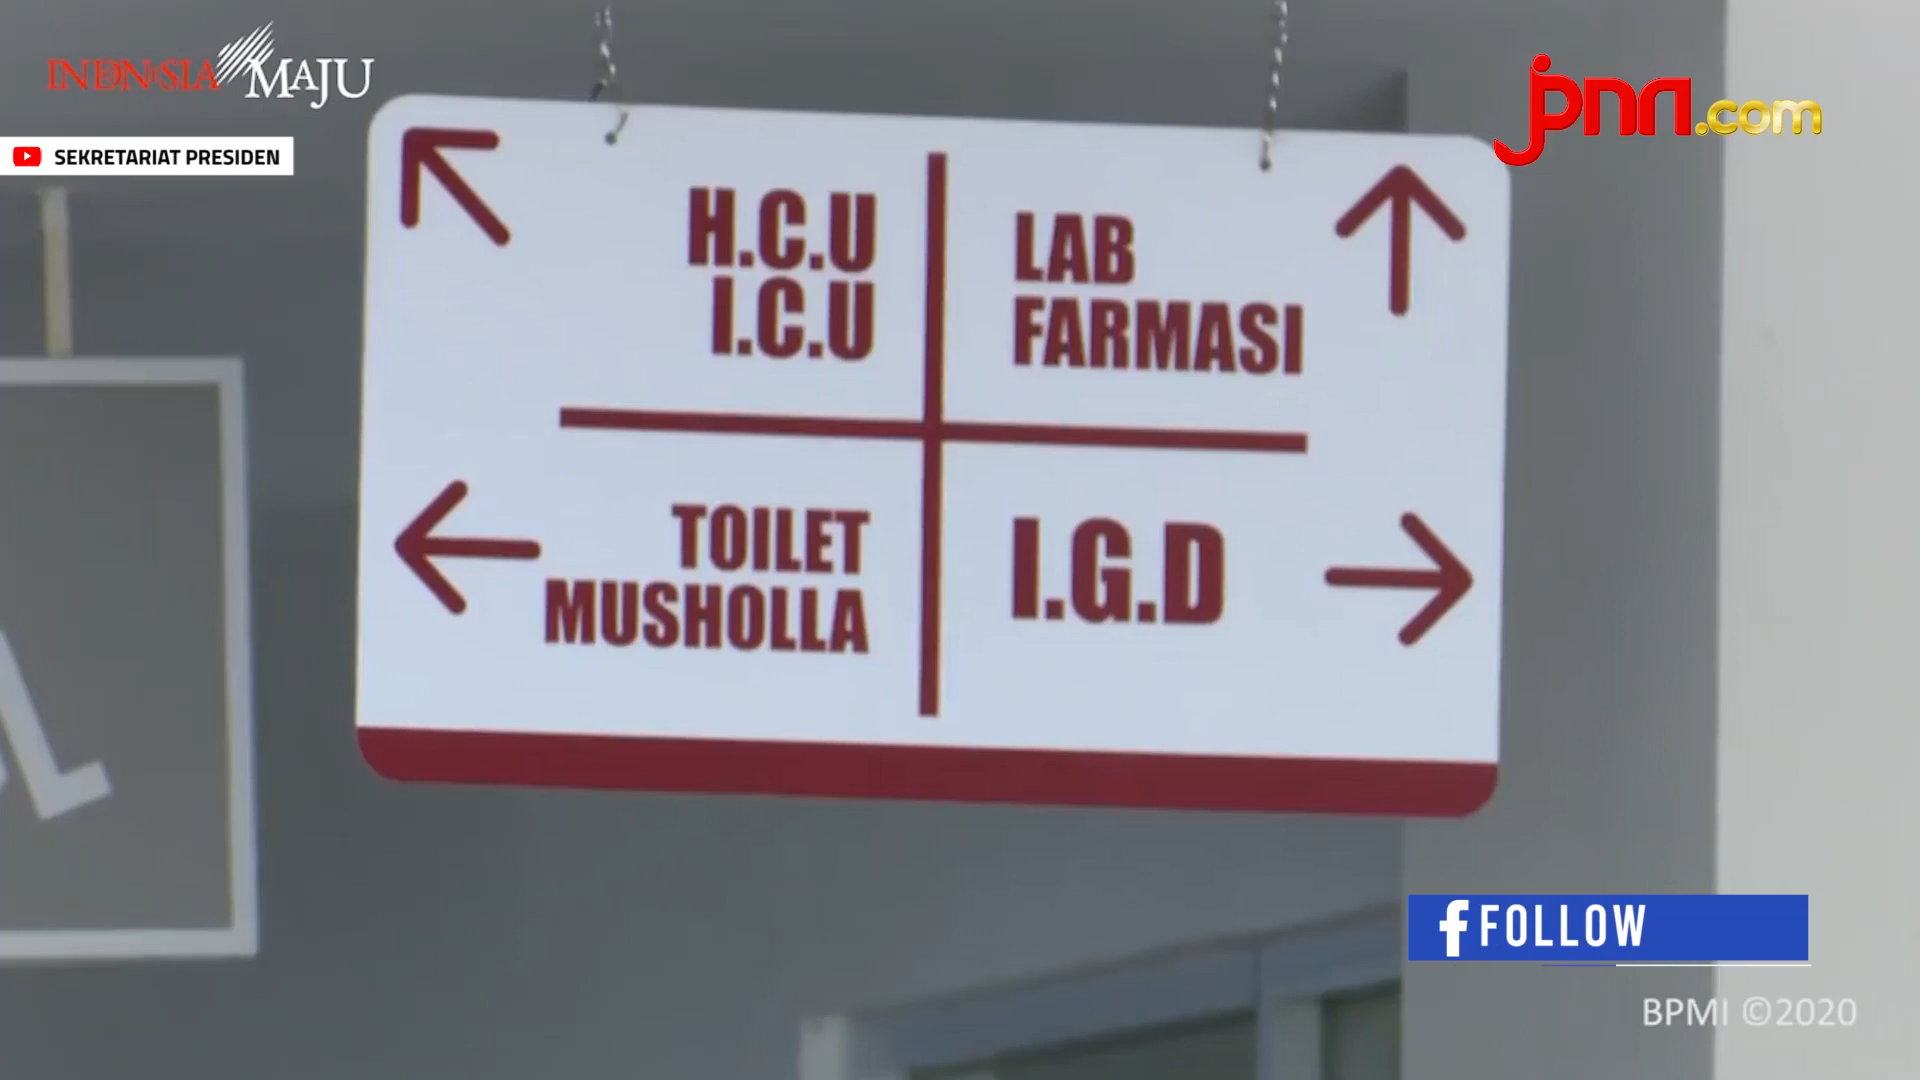 INDONESIA MAJU
jpnn.com
SEKRETARIAT PRESIDEN
H.C.U
I.C.U
LAB
FARMASI
TOILET
MUSHOLLA
I.G.D
FOLLOW
BPMI ©2020